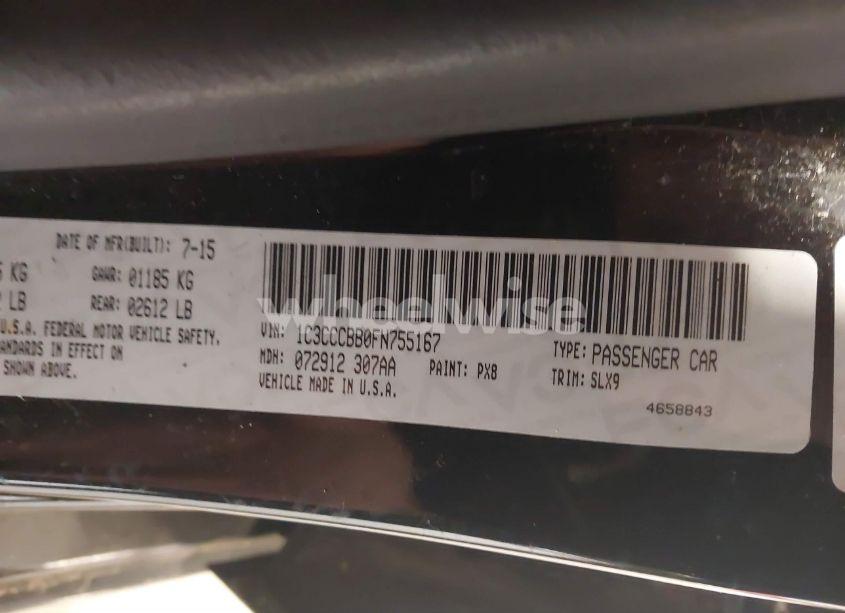 DATE OF MFR(BUILT): 7-15
KG GAWR: 01185 KG
LB REAR: 02612 LB
U.S.A. FEDERAL MOTOR VEHICLE SAFETY.
ANDARDS IN EFFECT ON
SHOWN ABOVE.
wheelwise
VIN: 1C3CCCBB0FN755167
TYPE: PASSENGER CAR
MDH: 072912 307AA PAINT: PX8
TRIM: SLX9
VEHICLE MADE IN U.S.A.
4658843